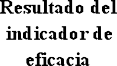 Resultado del
indicador de
eficacia